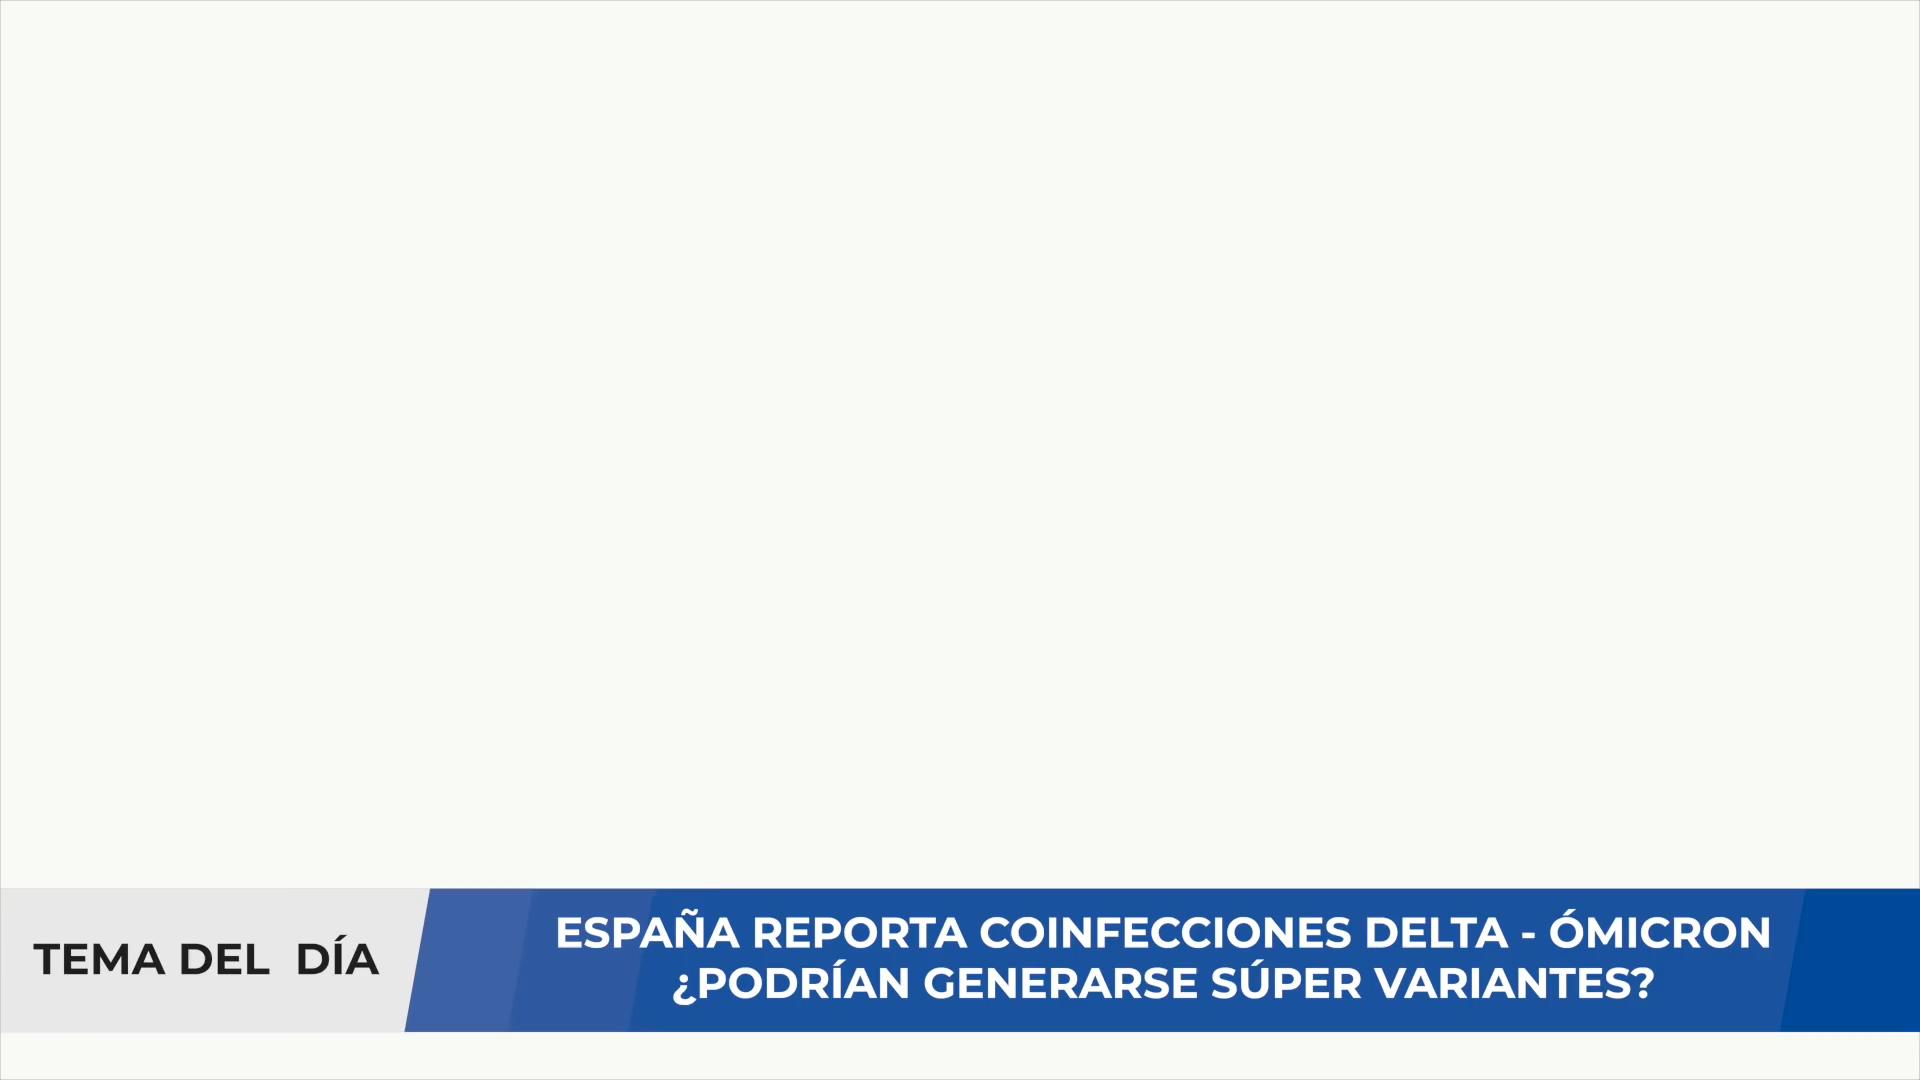 TEMA DEL DÍA
ESPAÑA REPORTA COINFECCIONES DELTA - ÓMICRON
¿PODRÍAN GENERARSE SÚPER VARIANTES?